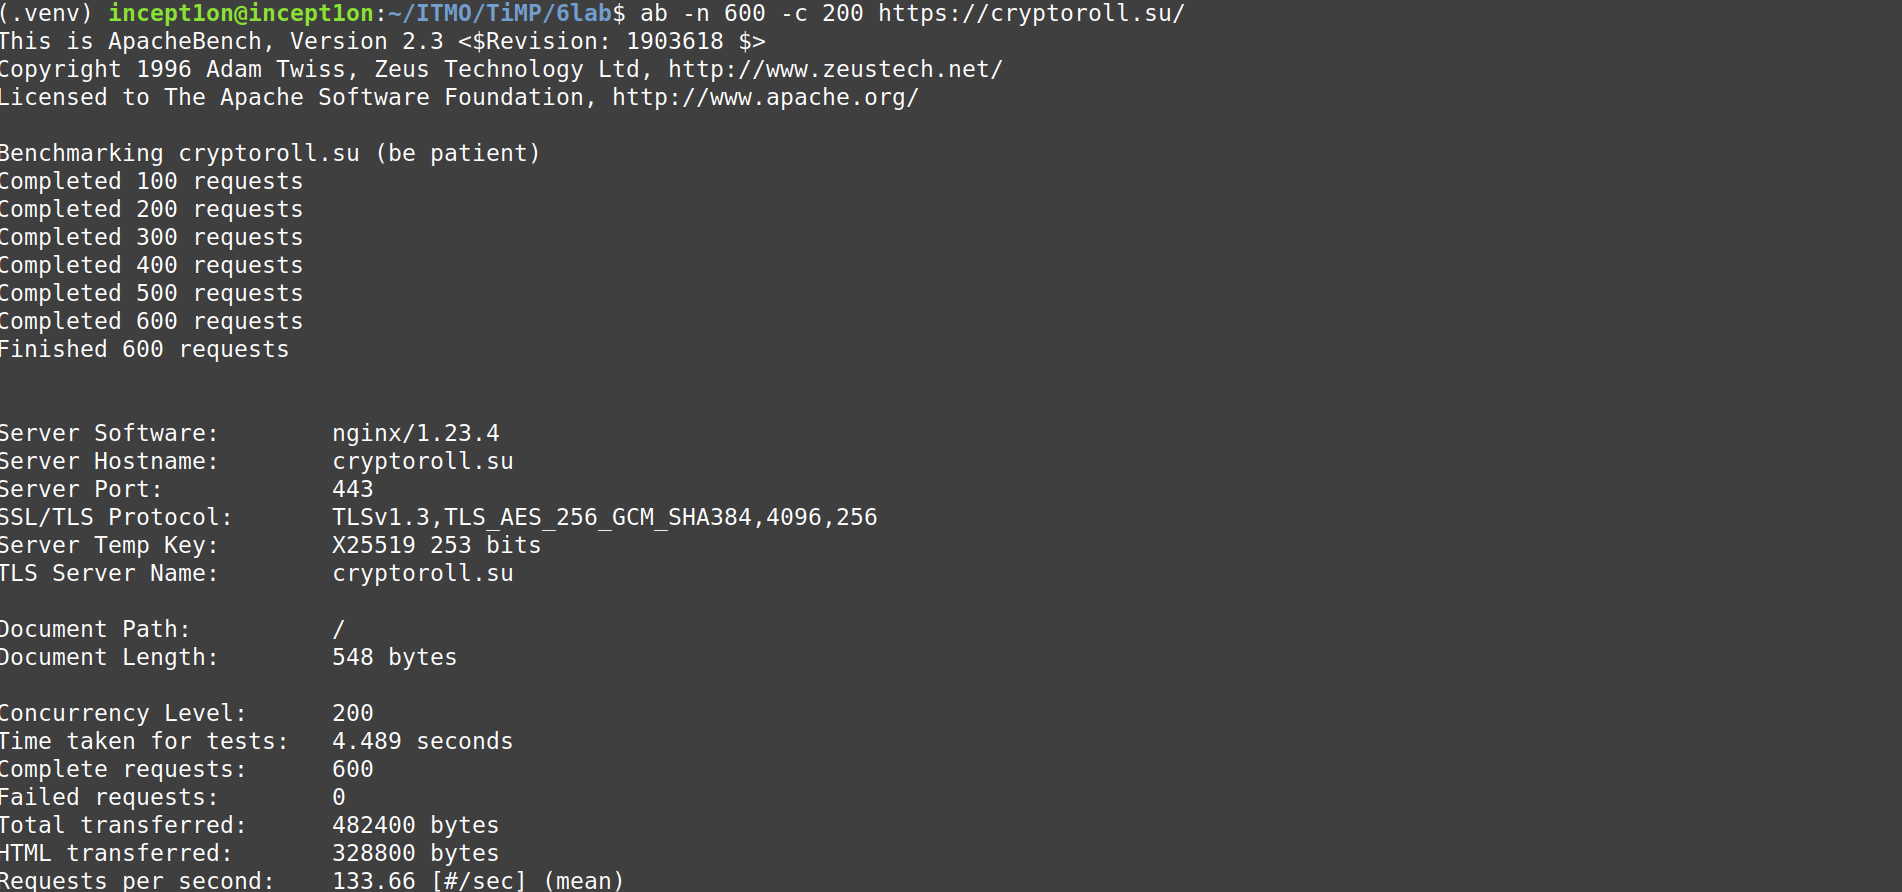 (.venv) incept1on@incept1on:~/ITMO/TiMP/6lab$ ab -n 600 -c 200 https://cryptoroll.su/
This is ApacheBench, Version 2.3 <$Revision: 1903618 $>
Copyright 1996 Adam Twiss, Zeus Technology Ltd, http://www.zeustech.net/
Licensed to The Apache Software Foundation, http://www.apache.org/

Benchmarking cryptoroll.su (be patient)
Completed 100 requests
Completed 200 requests
Completed 300 requests
Completed 400 requests
Completed 500 requests
Completed 600 requests
Finished 600 requests


Server Software:        nginx/1.23.4
Server Hostname:        cryptoroll.su
Server Port:            443
SSL/TLS Protocol:       TLSv1.3,TLS_AES_256_GCM_SHA384,4096,256
Server Temp Key:        X25519 253 bits
TLS Server Name:        cryptoroll.su

Document Path:          /
Document Length:        548 bytes

Concurrency Level:      200
Time taken for tests:   4.489 seconds
Complete requests:      600
Failed requests:        0
Total transferred:      482400 bytes
HTML transferred:       328800 bytes
Requests per second:    133.66 [#/sec] (mean)